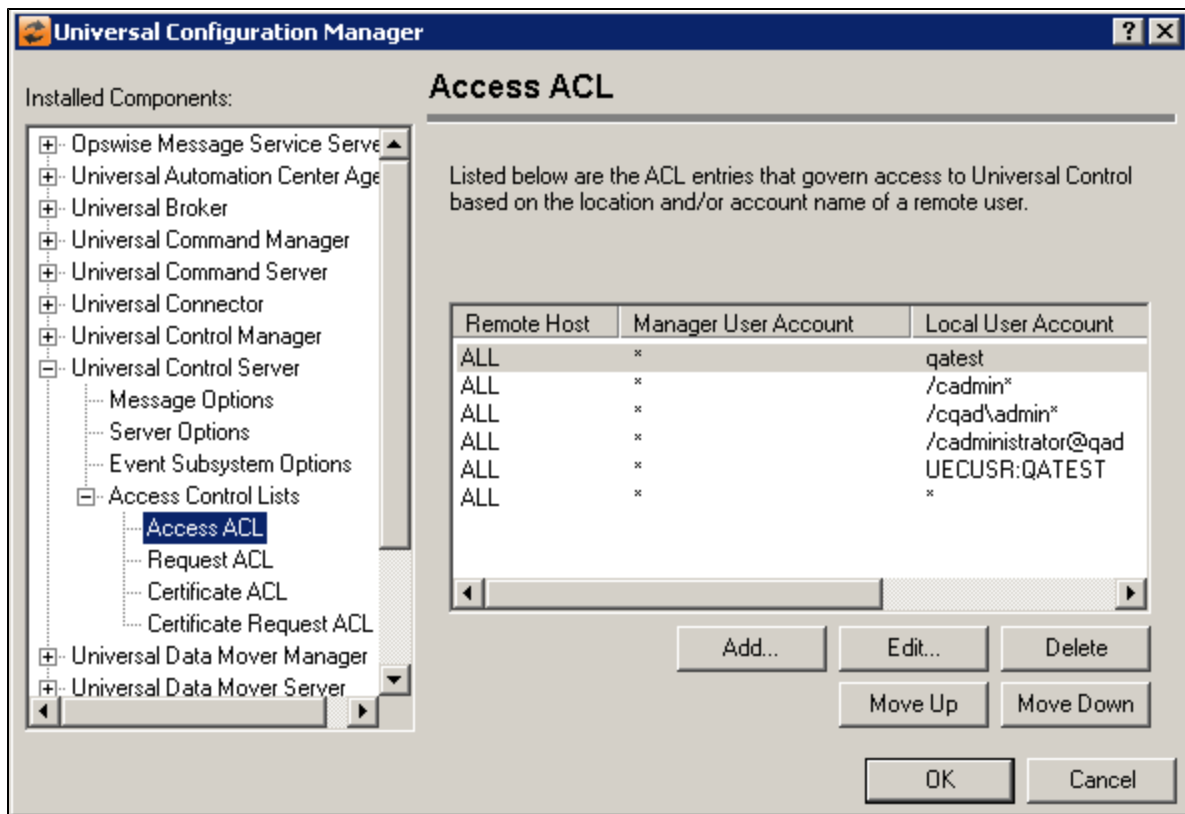 Universal Configuration Manager
Installed Components:
Opswise Message Service Serve
Universal Automation Center Age
Universal Broker
Universal Command Manager
Universal Command Server
Universal Connector
Universal Control Manager
Universal Control Server
Message Options
Server Options
Event Subsystem Options
Access Control Lists
Access ACL
Request ACL
Certificate ACL
Certificate Request ACL
Universal Data Mover Manager
Universal Data Mover Server
Access ACL
Listed below are the ACL entries that govern access to Universal Control
based on the location and/or account name of a remote user.
Remote Host Manager User Account Local User Account
ALL * qatest
ALL * /cadmin*
ALL * /cqad\admin*
ALL * /cadministrator@qad
ALL * UECUSR:QATEST
ALL * *
Add... Edit... Delete
Move Up Move Down
OK Cancel